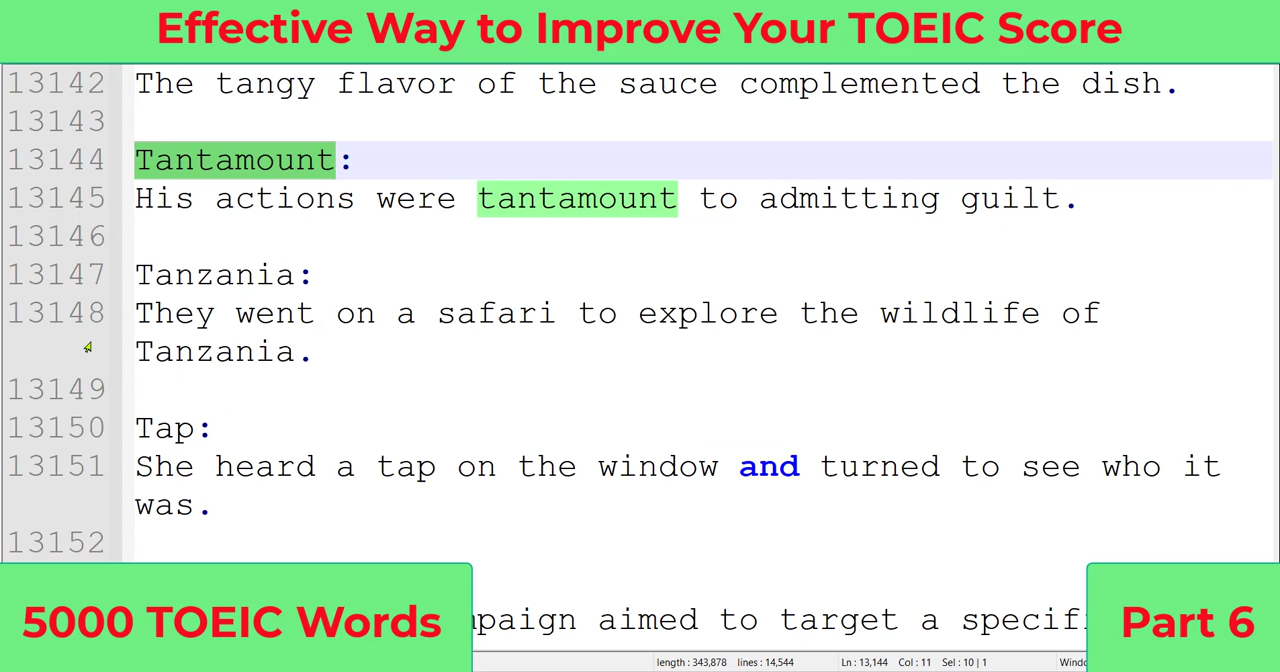 Effective Way to Improve Your TOEIC Score
13142 The tangy flavor of the sauce complemented the dish.
13143
13144 Tantamount:
13145 His actions were tantamount to admitting guilt.
13146
13147 Tanzania:
13148 They went on a safari to explore the wildlife of
Tanzania.
13149
13150 Tap:
13151 She heard a tap on the window and turned to see who it
was.
13152
aimed to target a
5000 TOEIC Words
Part 6
length : 343,878 lines : 14,544 Ln : 13,144 Col : 11 Sel : 10 | 1